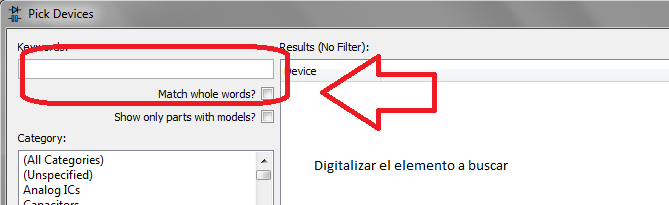 Pick Devices
Keywords:
Results (No Filter):
Device
Match whole words?
Show only parts with models?
Category:
(All Categories)
(Unspecified)
Analog ICs
Capacitors
Digitalizar el elemento a buscar